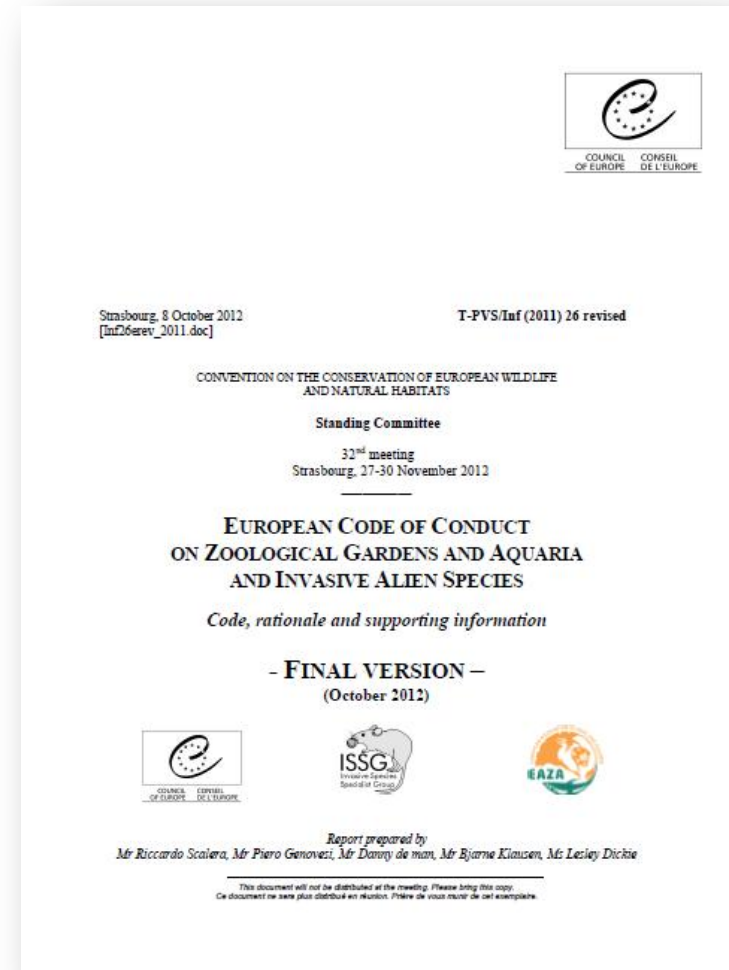 COUNCIL CONSEIL
OF EUROPE DE L'EUROPE
Strasbourg, 8 October 2012
[Inf26erev_2011.doc]
T-PVS/Inf (2011) 26 revised
CONVENTION ON THE CONSERVATION OF EUROPEAN WILDLIFE
AND NATURAL HABITATS
Standing Committee
32nd meeting
Strasbourg, 27-30 November 2012
EUROPEAN CODE OF CONDUCT
ON ZOOLOGICAL GARDENS AND AQUARIA
AND INVASIVE ALIEN SPECIES
Code, rationale and supporting information
- FINAL VERSION –
(October 2012)
COUNCIL CONSEIL
OF EUROPE DE L'EUROPE
ISSG
Invasive Species
Specialist Group
EAZA
Report prepared by
Mr Riccardo Scalera, Mr Piero Genovesi, Mr Danny de man, Mr Bjarne Klausen, Ms Lesley Dickie
This document will not be distributed at the meeting. Please bring this copy.
Ce document ne sera plus distribué en réunion. Prière de vous munir de cet exemplaire.